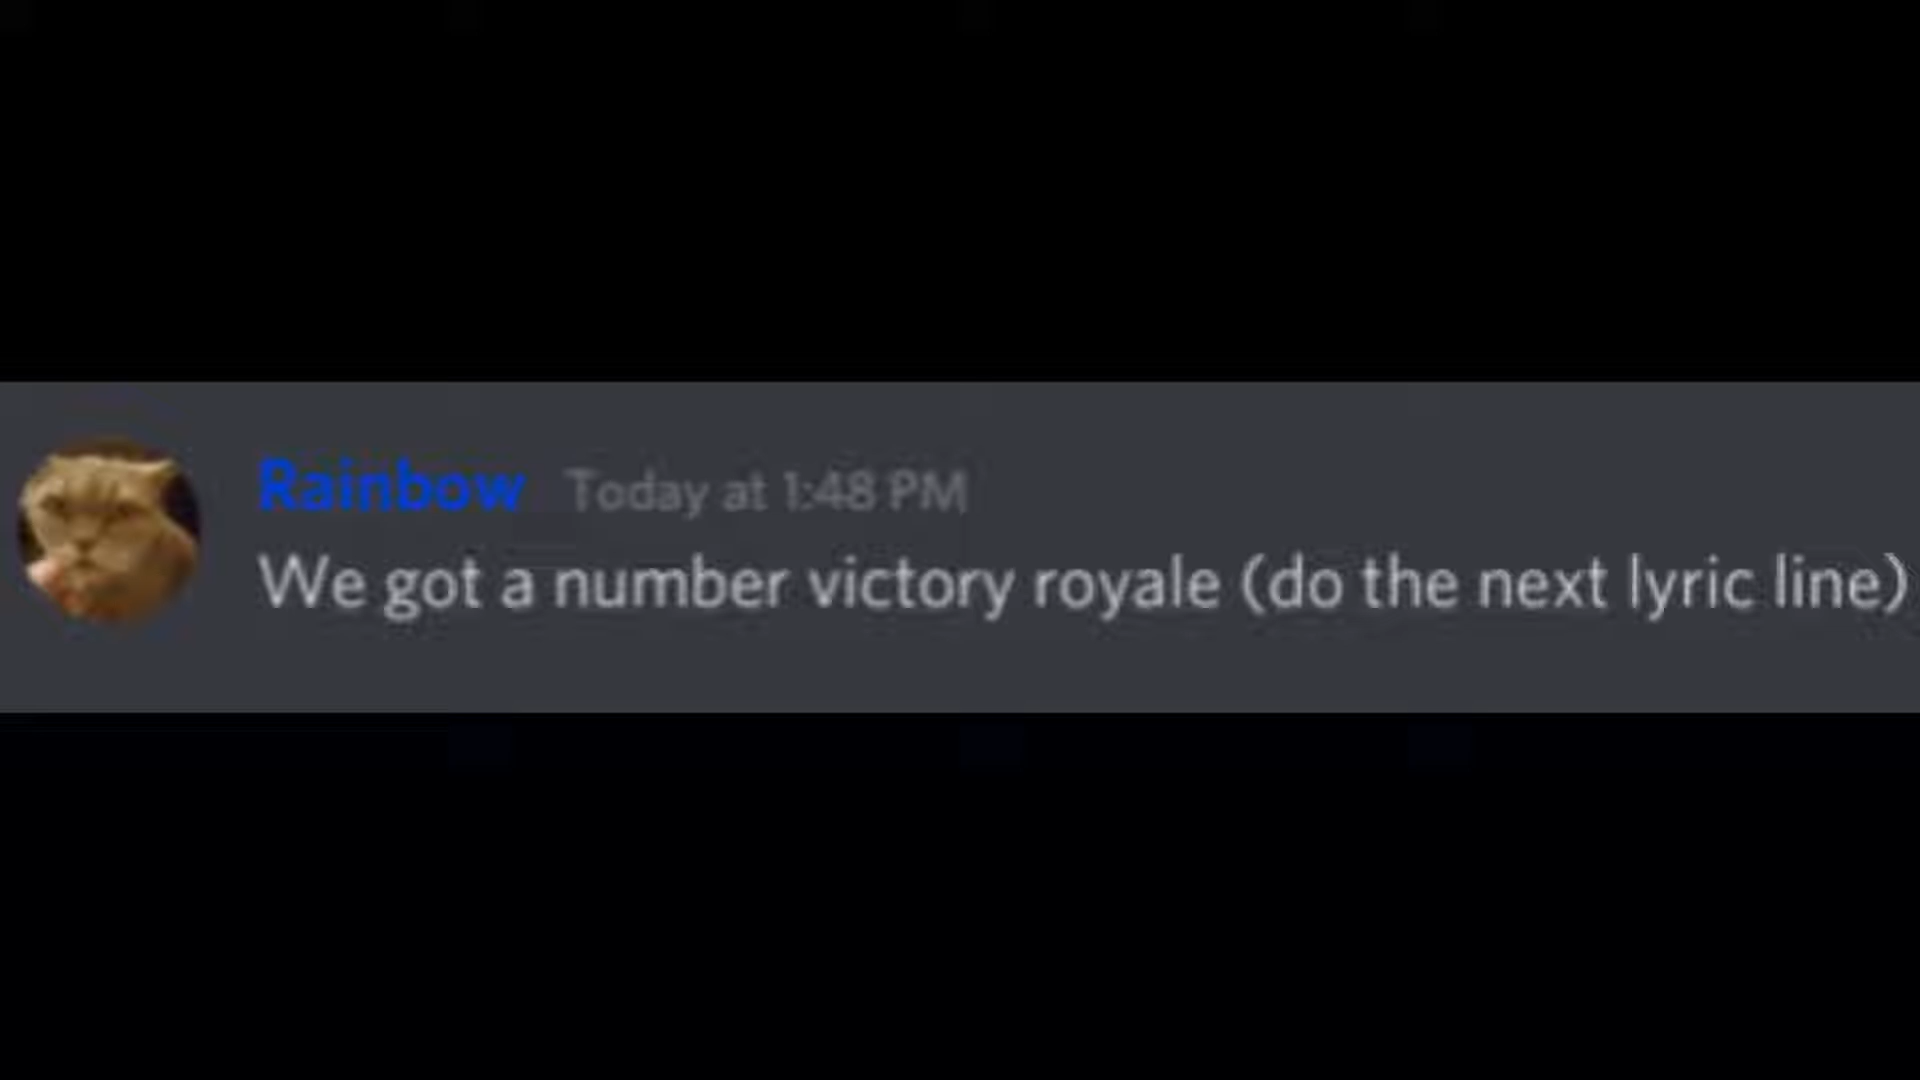 Rainbow Today at 1:48 PM
We got a number victory royale (do the next lyric line)